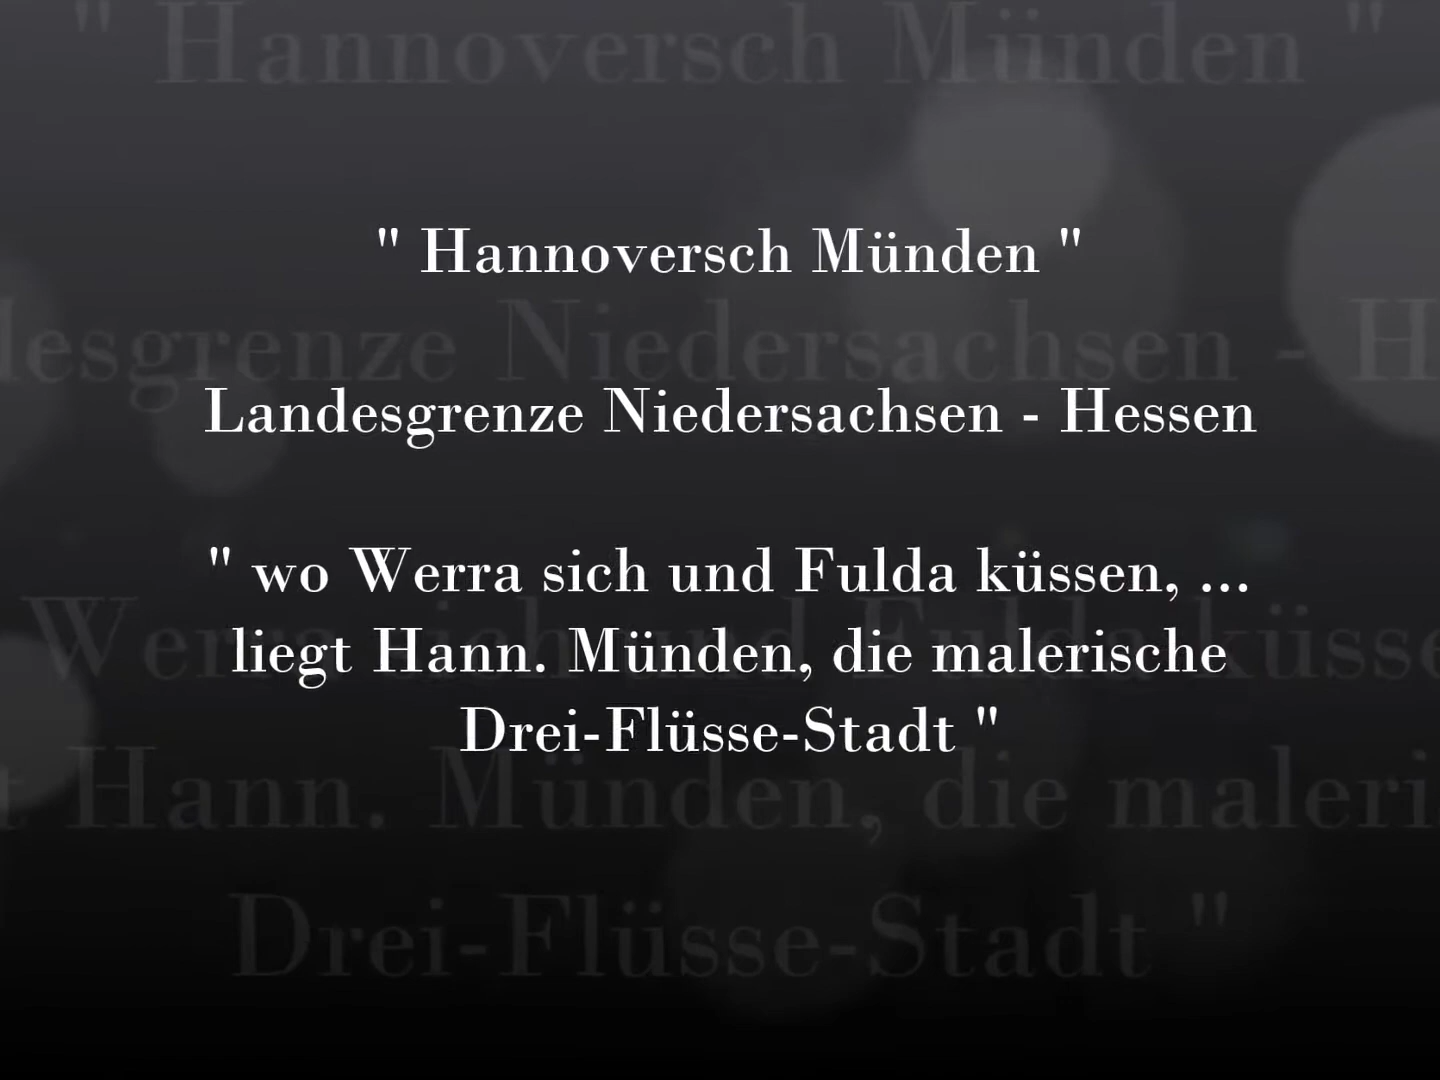 " Hannoversch Münden "
Landesgrenze Niedersachsen - Hessen
" wo Werra sich und Fulda küssen, ...
liegt Hann. Münden, die malerische
Drei-Flüsse-Stadt "